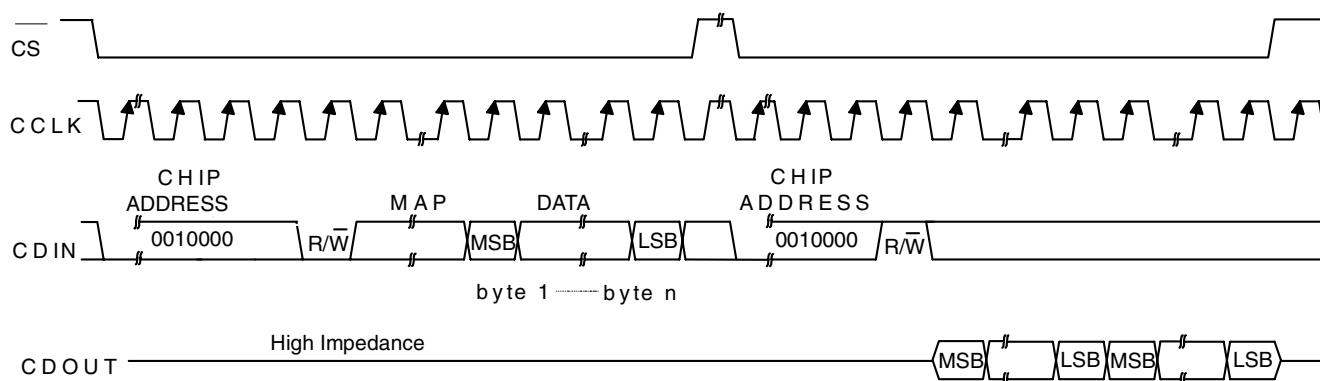 CS
CCLK
CHIP
ADDRESS
MAP
DATA
CHIP
ADDRESS
CDIN
0010000
R/W
MSB
LSB
0010000
R/W
byte 1
byte n
High Impedance
CDOUT
MSB
LSB
MSB
LSB